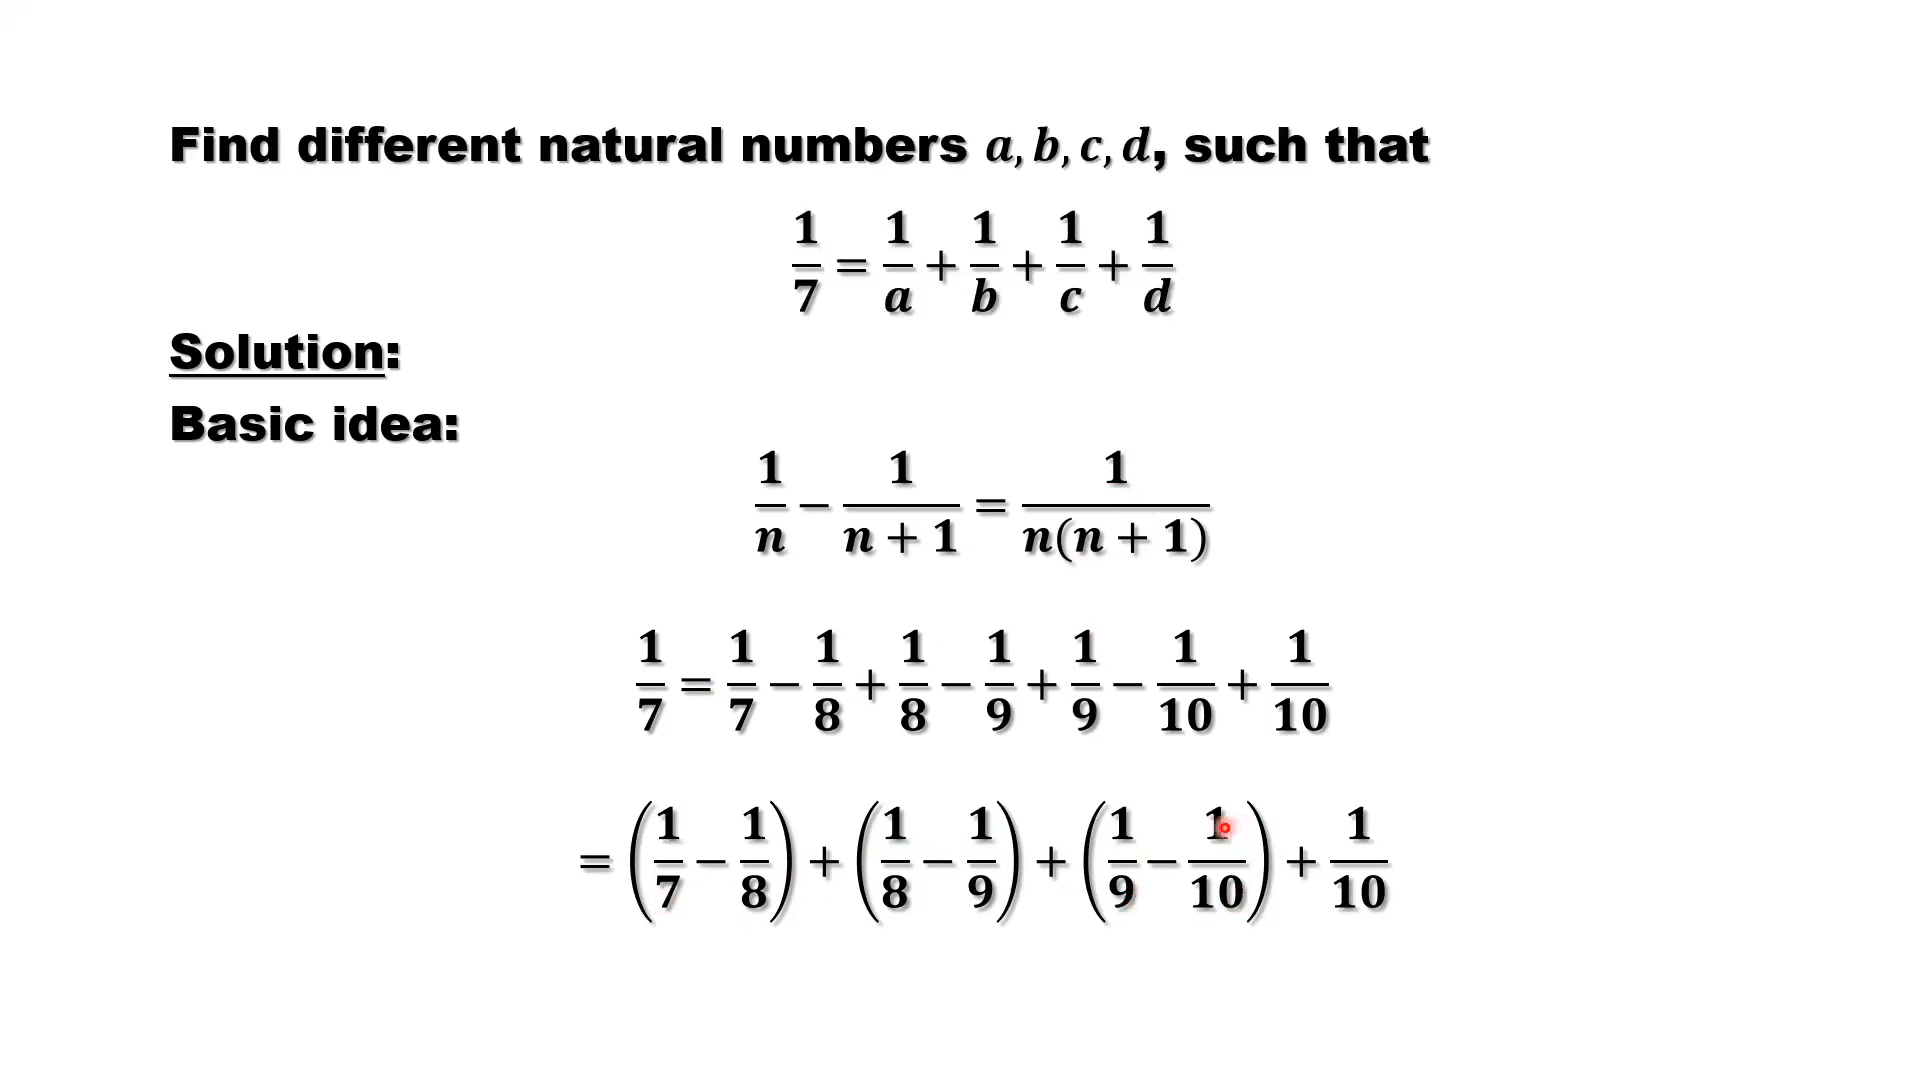 Find different natural numbers a, b, c, d, such that
1/7 = 1/a + 1/b + 1/c + 1/d
Solution:
Basic idea:
1/n − 1/(n + 1) = 1/(n(n + 1))
1/7 = 1/7 − 1/8 + 1/8 − 1/9 + 1/9 − 1/10 + 1/10
= (1/7 − 1/8) + (1/8 − 1/9) + (1/9 − 1/10) + 1/10